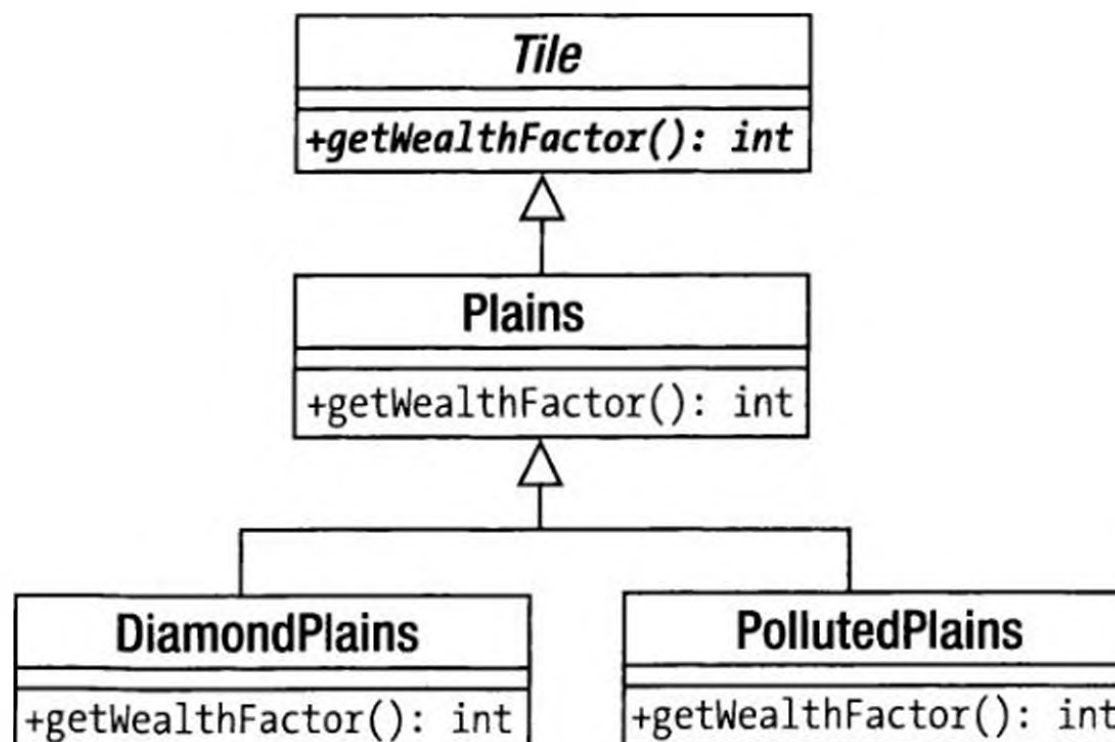 Tile
+getWealthFactor(): int
Plains
+getWealthFactor(): int
DiamondPlains
+getWealthFactor(): int
PollutedPlains
+getWealthFactor(): int